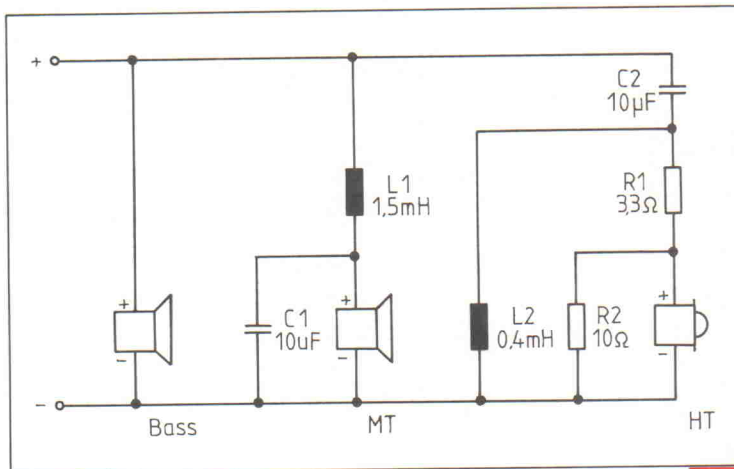 +
C2
10µF
L1
1,5mH
R1
3,3Ω
+
-
C1
10uF
+
-
L2
0,4mH
R2
10Ω
+
-
-
Bass
MT
HT